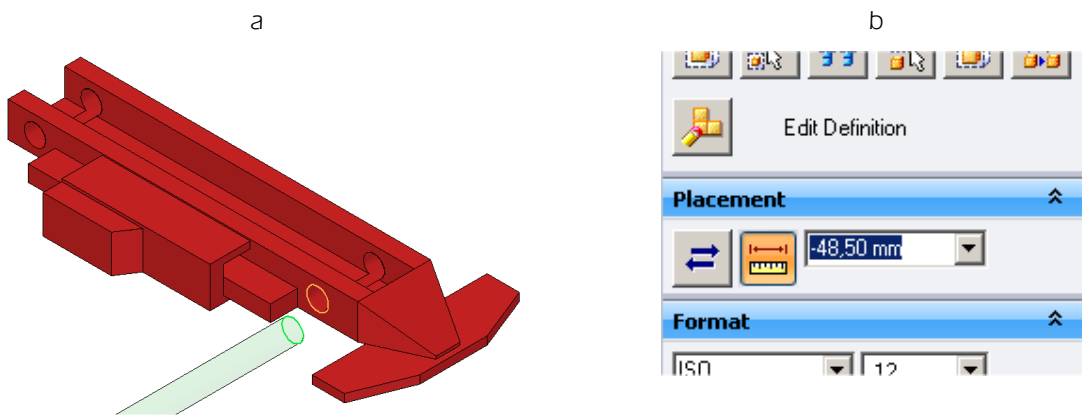 a
b
Edit Definition
Placement
-48,50 mm
Format
ISO
12